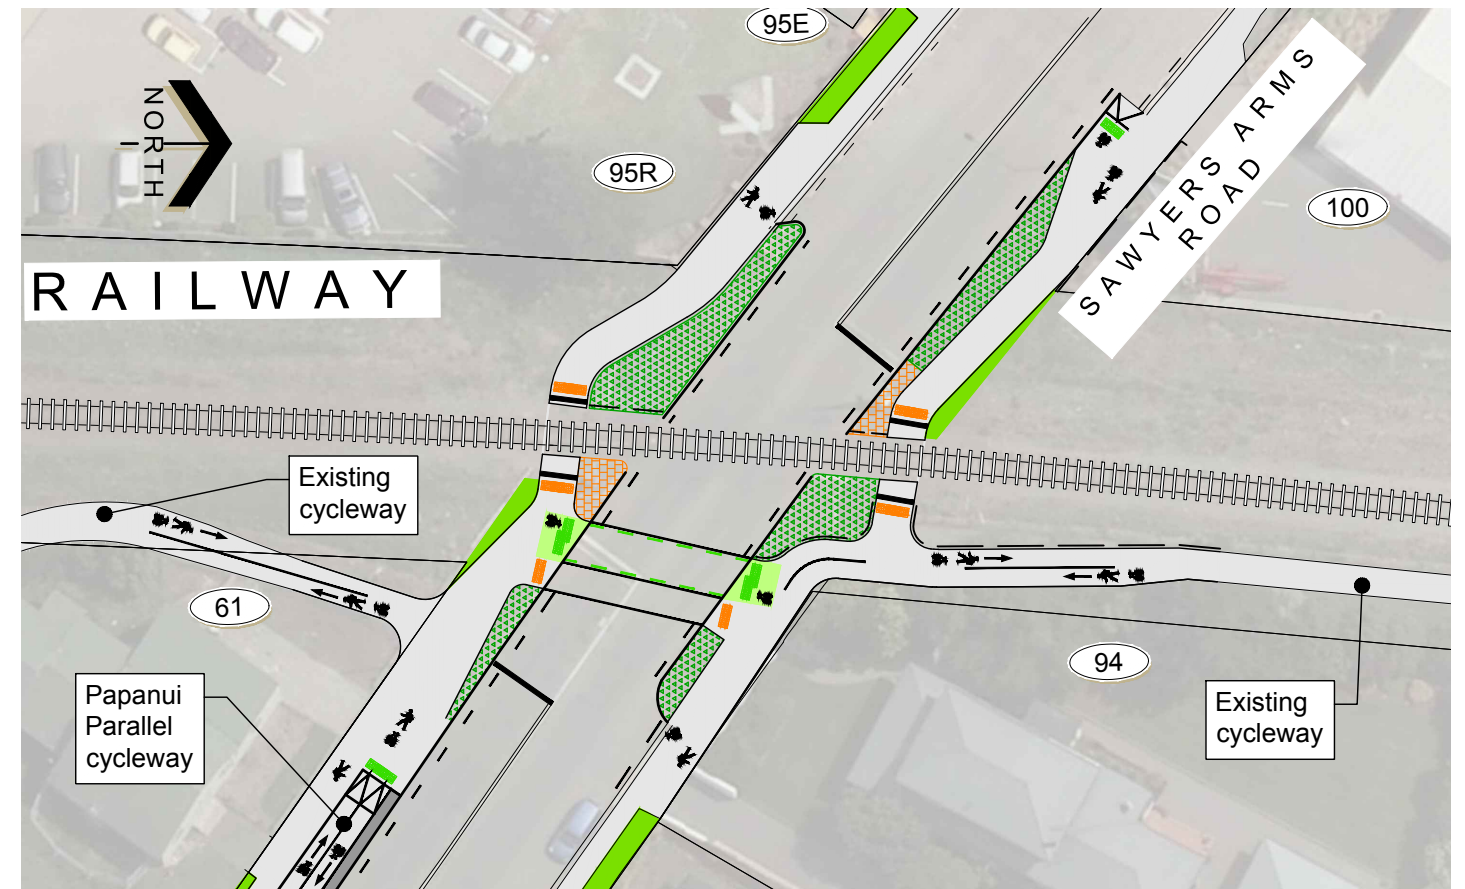 95E
SAWYERS ARMS
ROAD
NORTH
95R
100
RAILWAY
Existing
cycleway
61
94
Papanui
Parallel
cycleway
Existing
cycleway